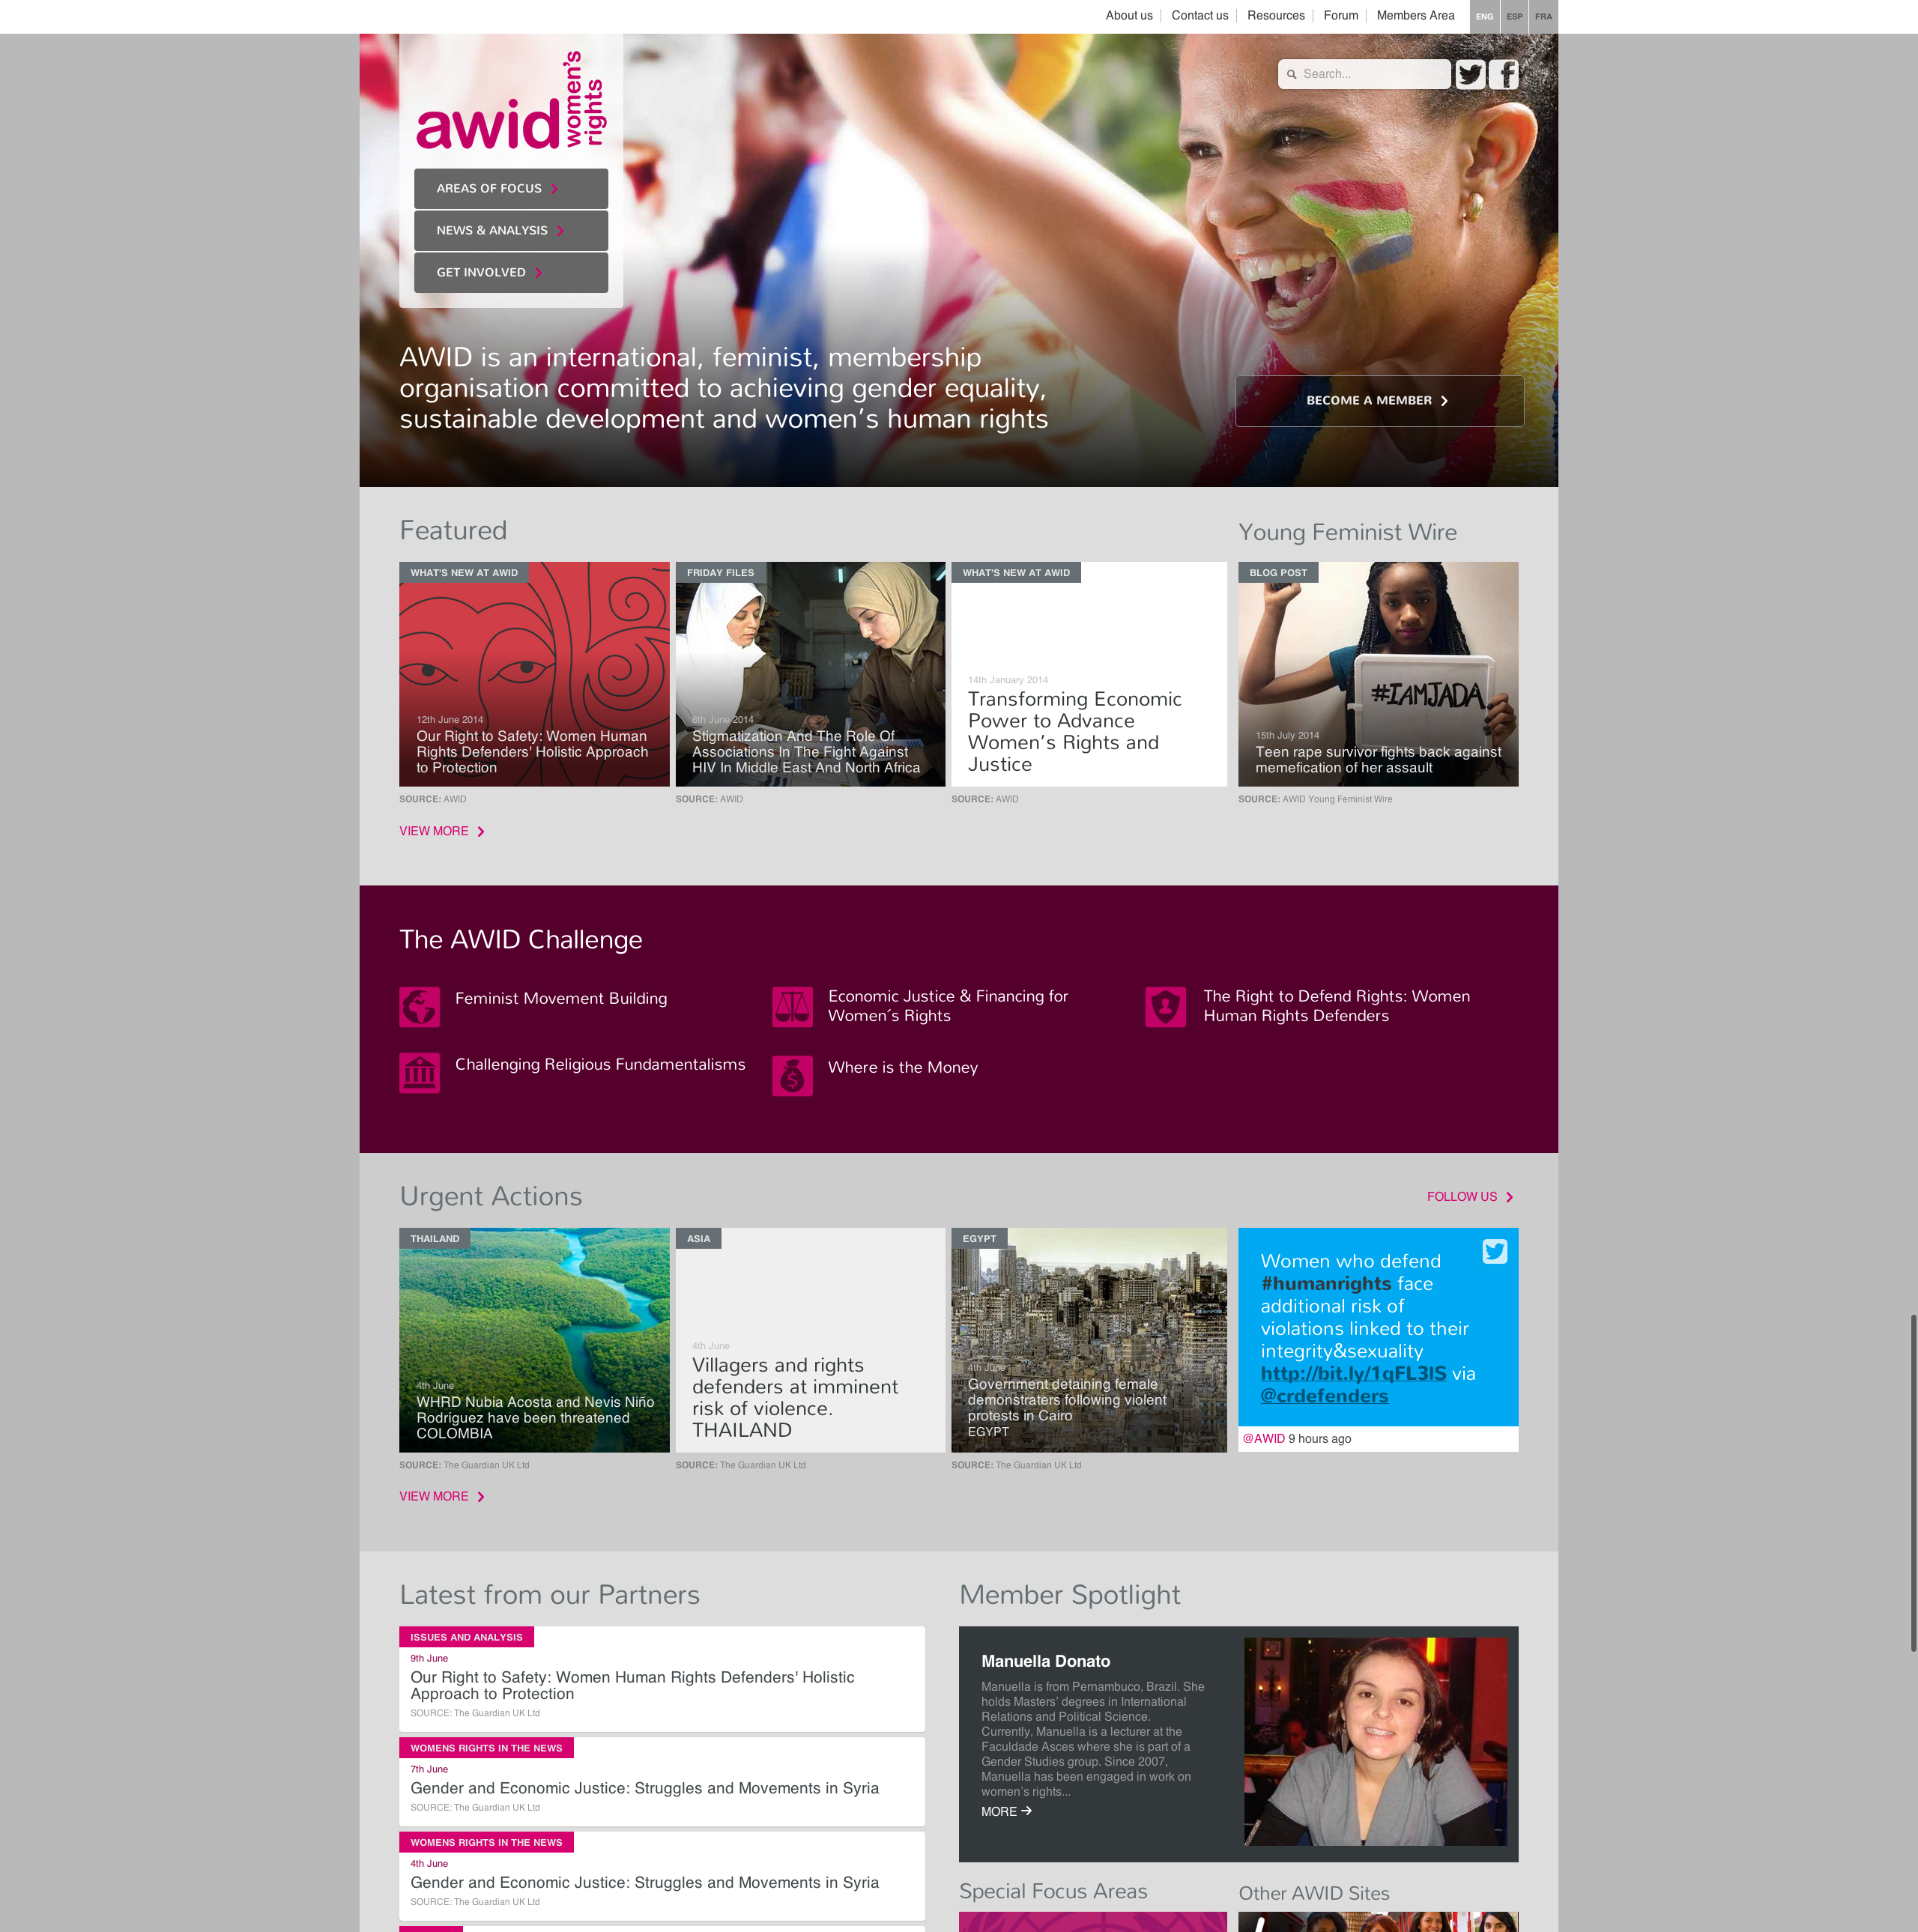 About us
Contact us
Resources
Forum
Members Area
ENG
ESP
FRA
awid women's rights
Search...
AREAS OF FOCUS
NEWS & ANALYSIS
GET INVOLVED
AWID is an international, feminist, membership
organisation committed to achieving gender equality,
sustainable development and women's human rights
BECOME A MEMBER
Featured
WHAT'S NEW AT AWID
12th June 2014
Our Right to Safety: Women Human
Rights Defenders' Holistic Approach
to Protection
SOURCE: AWID
FRIDAY FILES
6th June 2014
Stigmatization And The Role Of
Associations In The Fight Against
HIV In Middle East And North Africa
SOURCE: AWID
WHAT'S NEW AT AWID
14th January 2014
Transforming Economic
Power to Advance
Women's Rights and
Justice
SOURCE: AWID
Young Feminist Wire
BLOG POST
#IAMJADA
15th July 2014
Teen rape survivor fights back against
memefication of her assault
SOURCE: AWID Young Feminist Wire
VIEW MORE
The AWID Challenge
Feminist Movement Building
Economic Justice & Financing for
Women´s Rights
The Right to Defend Rights: Women
Human Rights Defenders
Challenging Religious Fundamentalisms
Where is the Money
Urgent Actions
FOLLOW US
THAILAND
4th June
WHRD Nubia Acosta and Nevis Niño
Rodríguez have been threatened
COLOMBIA
SOURCE: The Guardian UK Ltd
ASIA
4th June
Villagers and rights
defenders at imminent
risk of violence.
THAILAND
SOURCE: The Guardian UK Ltd
EGYPT
4th June
Government detaining female
demonstraters following violent
protests in Cairo
EGYPT
SOURCE: The Guardian UK Ltd
Women who defend
#humanrights face
additional risk of
violations linked to their
integrity&sexuality
http://bit.ly/1qFL3lS via
@crdefenders
@AWID 9 hours ago
VIEW MORE
Latest from our Partners
ISSUES AND ANALYSIS
9th June
Our Right to Safety: Women Human Rights Defenders' Holistic
Approach to Protection
SOURCE: The Guardian UK Ltd
WOMENS RIGHTS IN THE NEWS
7th June
Gender and Economic Justice: Struggles and Movements in Syria
SOURCE: The Guardian UK Ltd
WOMENS RIGHTS IN THE NEWS
4th June
Gender and Economic Justice: Struggles and Movements in Syria
SOURCE: The Guardian UK Ltd
Member Spotlight
Manuella Donato
Manuella is from Pernambuco, Brazil. She
holds Masters' degrees in International
Relations and Political Science.
Currently, Manuella is a lecturer at the
Faculdade Asces where she is part of a
Gender Studies group. Since 2007,
Manuella has been engaged in work on
women's rights...
MORE
Special Focus Areas
Other AWID Sites